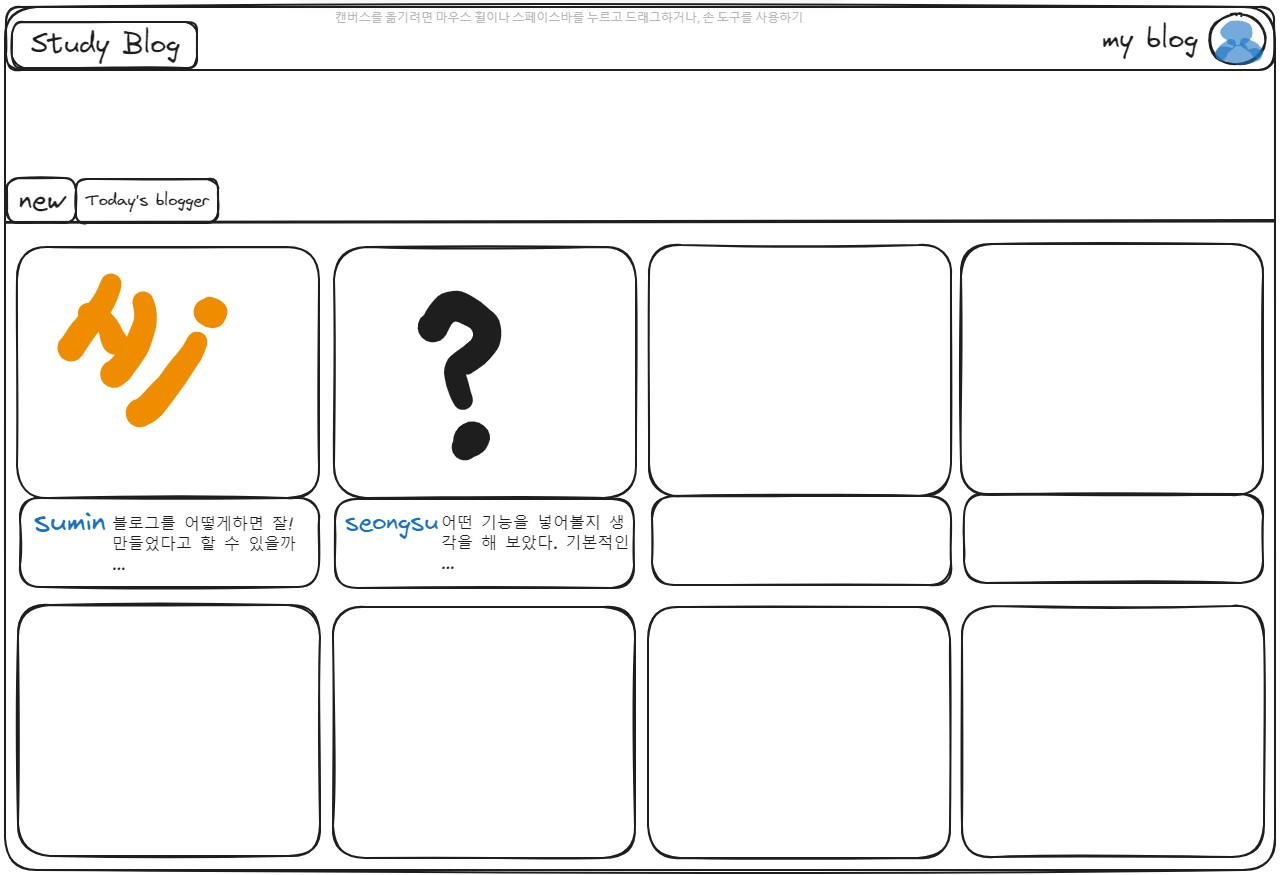 캔버스를 옮기려면 마우스 휠이나 스페이스바를 누르고 드래그하거나, 손 도구를 사용하기
Study Blog
my blog
new
Today's blogger
Hi
?
sumin
블로그를 어떻게하면 잘!
만들었다고 할 수 있을까
...
seongsu
어떤 기능을 넣어볼지 생
각을 해 보았다. 기본적인
...